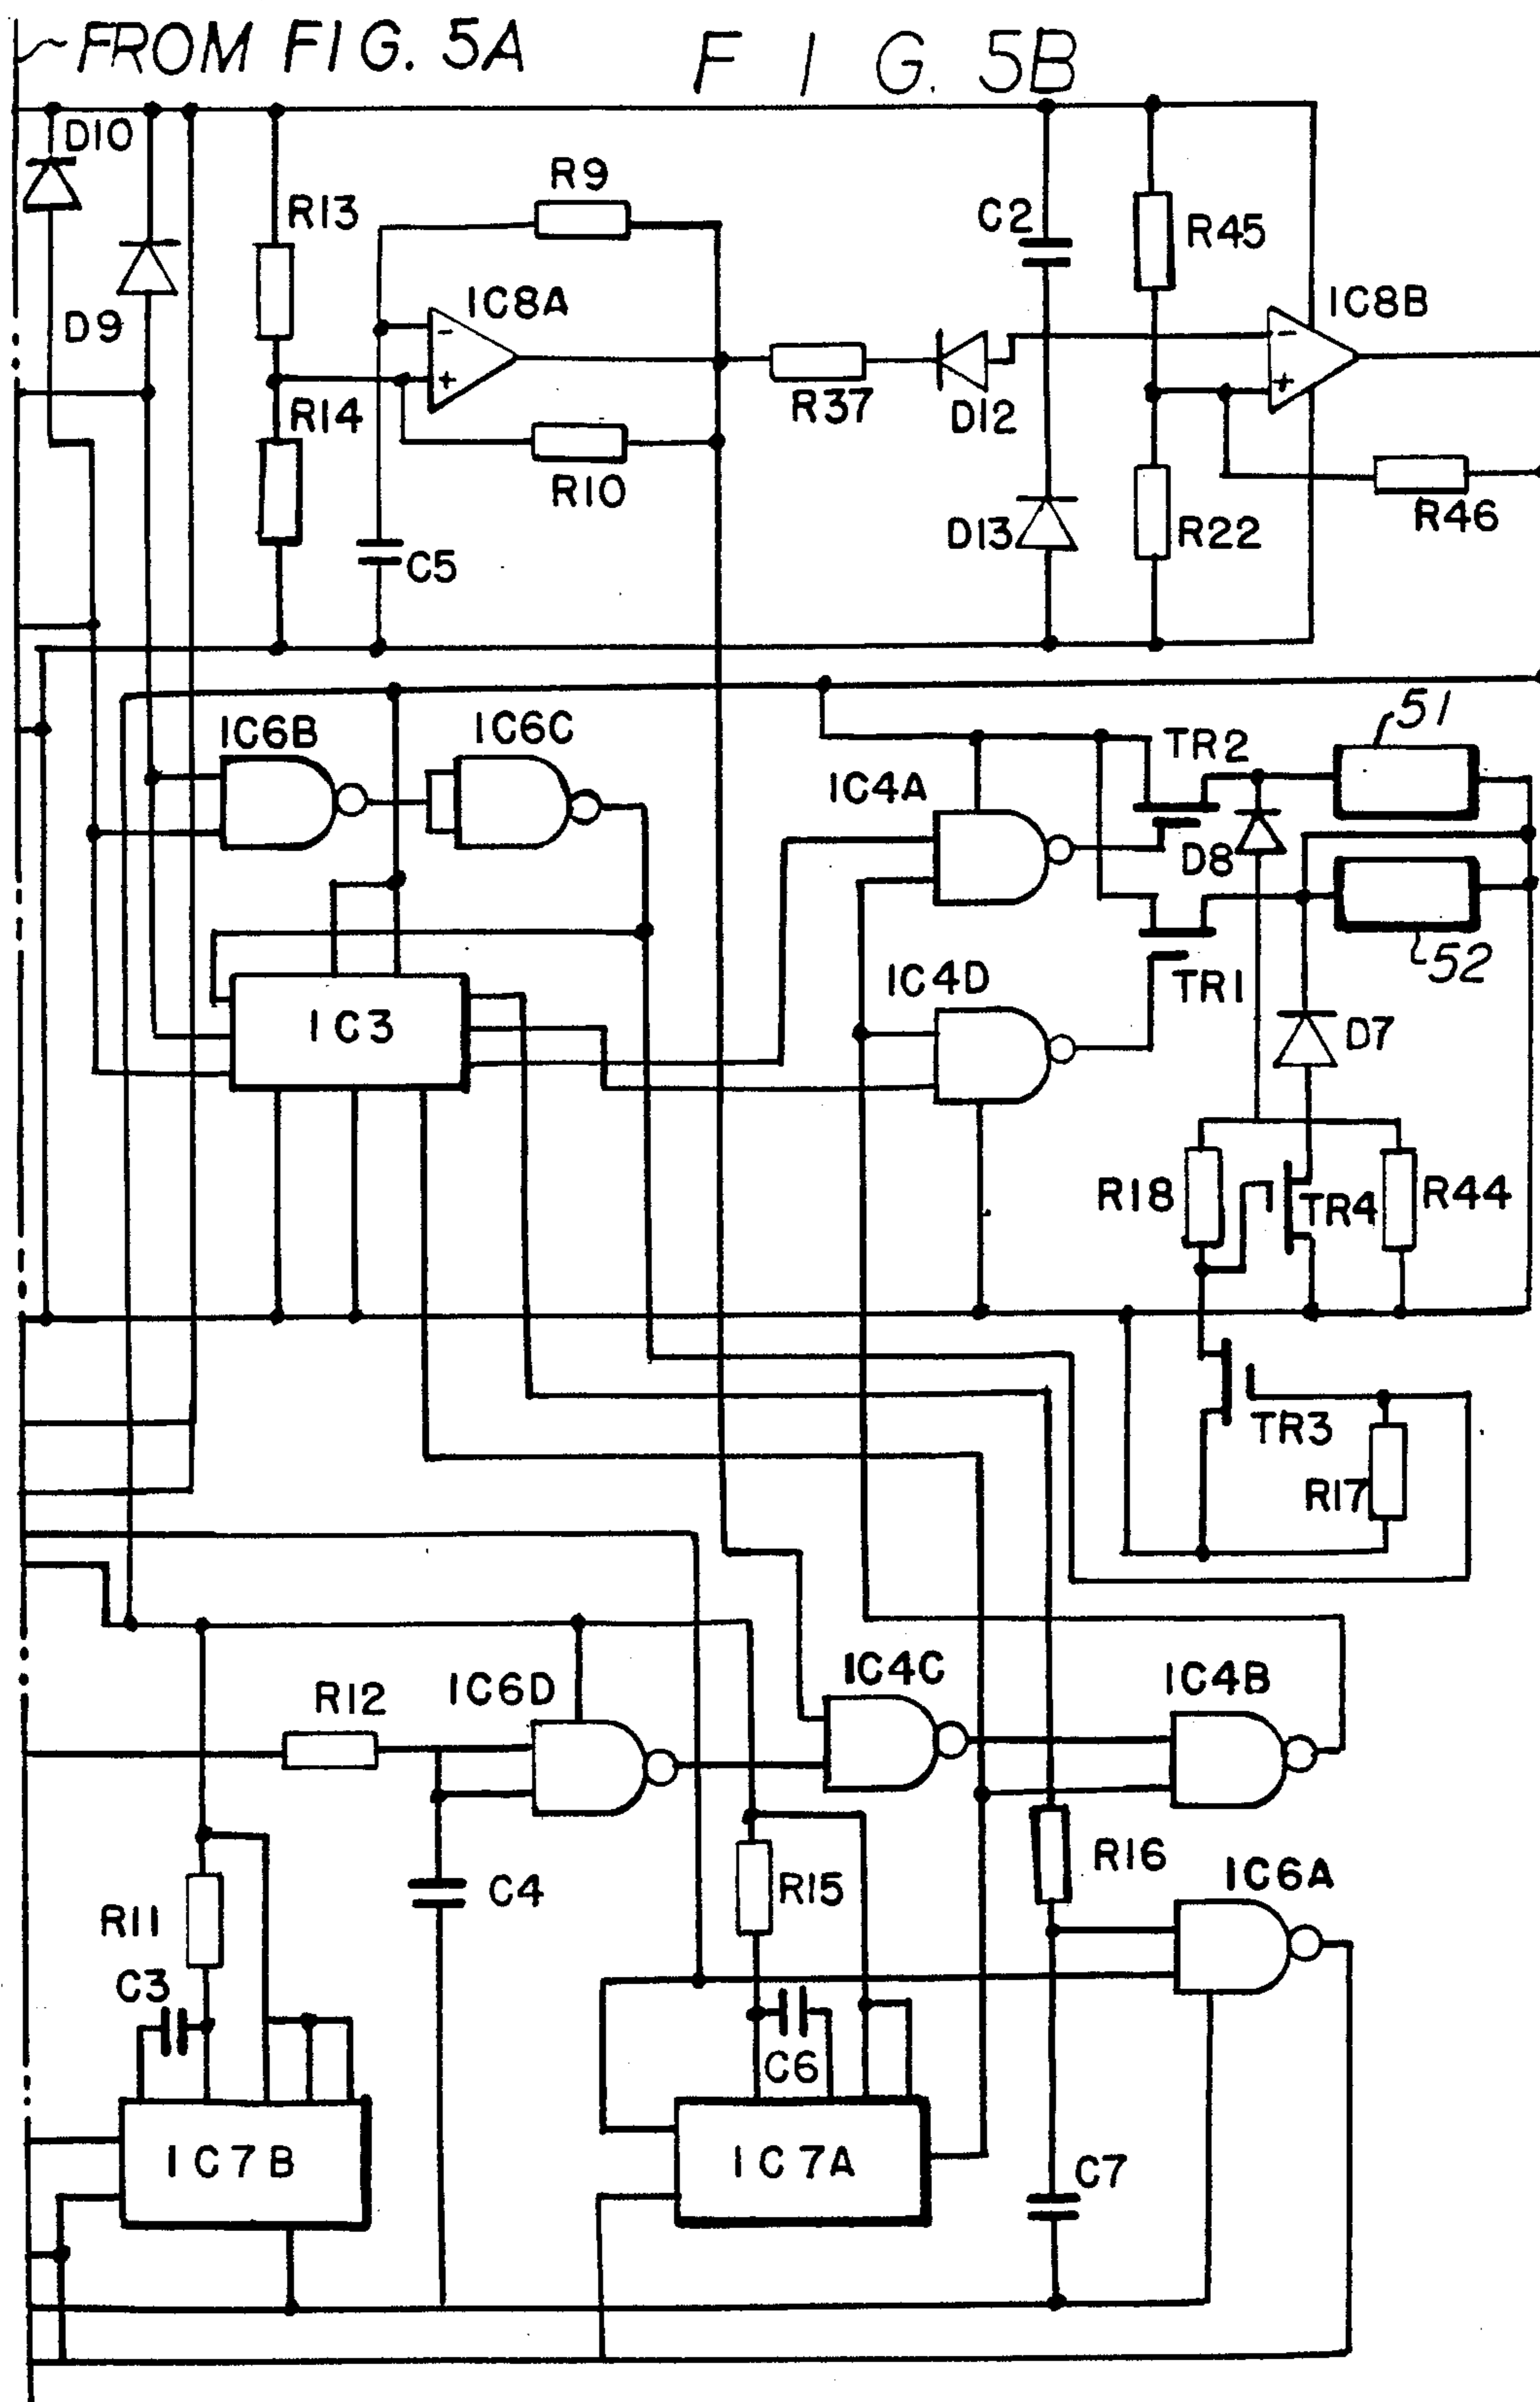 FROM FIG. 5A
FIG. 5B
D10
R9
R13
C2
R45
IC8A
IC8B
D9
-
-
+
+
R14
R37
D12
R10
R46
D13
R22
C5
51
IC6B
IC6C
TR2
IC4A
D8
52
IC4D
TR1
IC3
D7
R18
TR4
R44
TR3
R17
IC4C
IC4B
R12
IC6D
R16
IC6A
C4
R15
R11
C3
C6
IC7B
IC7A
C7